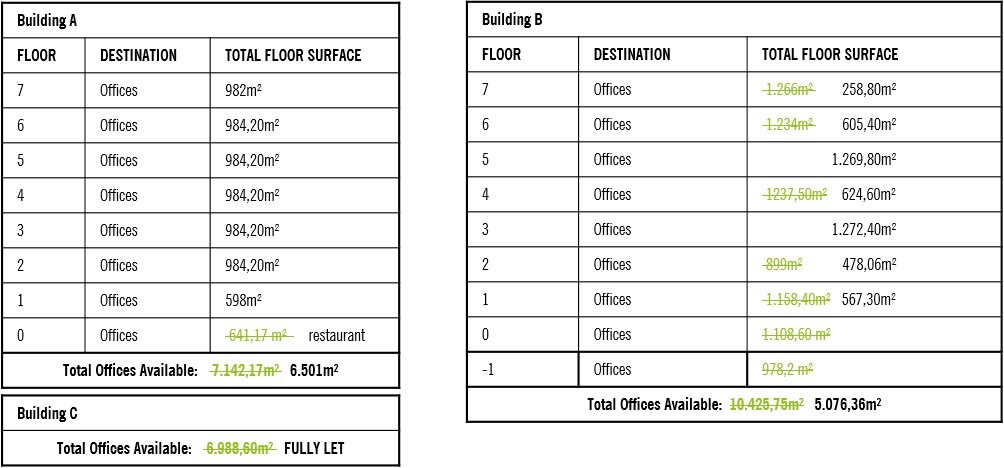 Building A
FLOOR DESTINATION TOTAL FLOOR SURFACE
7 Offices 982m²
6 Offices 984,20m²
5 Offices 984,20m²
4 Offices 984,20m²
3 Offices 984,20m²
2 Offices 984,20m²
1 Offices 598m²
0 Offices 641,17 m² restaurant
Total Offices Available: 7.142,17m² 6.501m²
Building C
Total Offices Available: 6.988,60m² FULLY LET
Building B
FLOOR DESTINATION TOTAL FLOOR SURFACE
7 Offices 1.266m² 258,80m²
6 Offices 1.234m² 605,40m²
5 Offices 1.269,80m²
4 Offices 1237,50m² 624,60m²
3 Offices 1.272,40m²
2 Offices 899m² 478,06m²
1 Offices 1.158,40m² 567,30m²
0 Offices 1.108,60 m²
-1 Offices 978,2 m²
Total Offices Available: 10.425,75m² 5.076,36m²